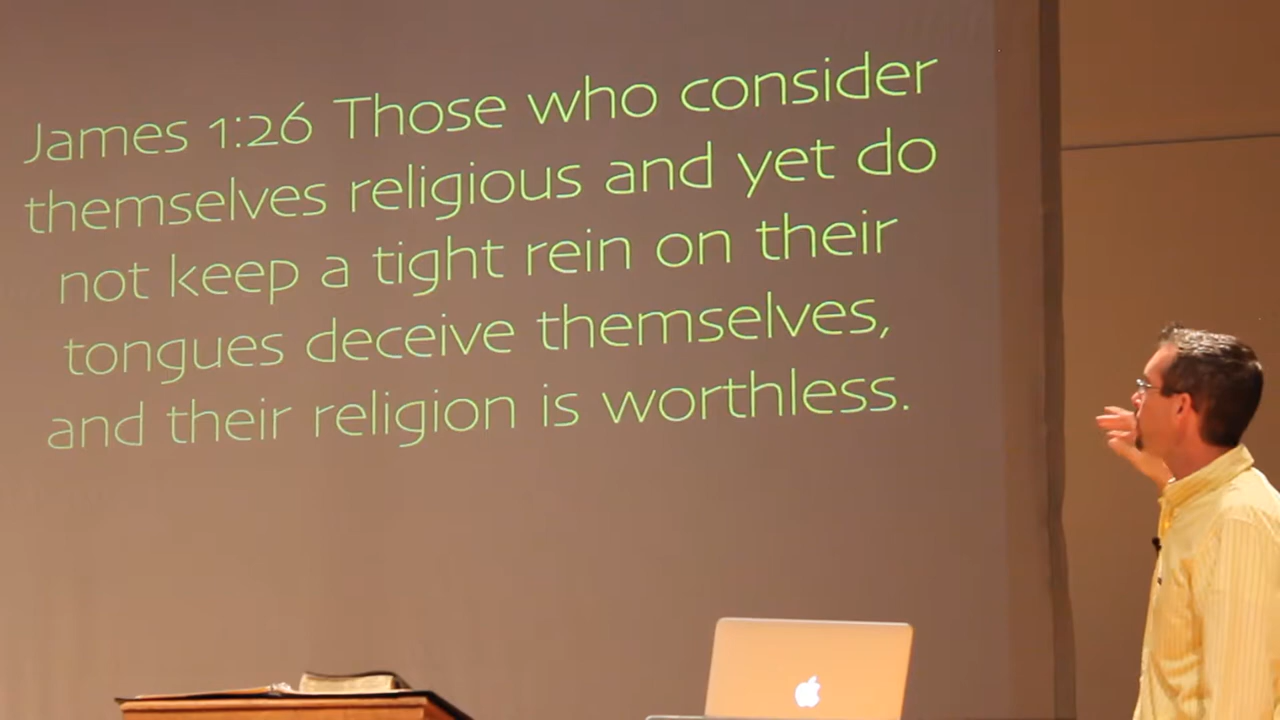 James 1:26 Those who consider
themselves religious and yet do
not keep a tight rein on their
tongues deceive themselves,
and their religion is worthless.